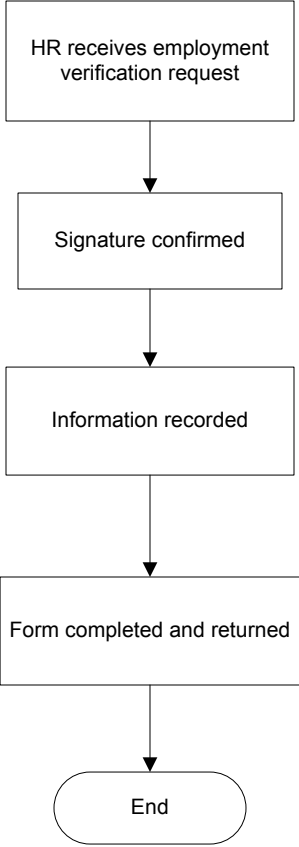 HR receives employment
verification request
Signature confirmed
Information recorded
Form completed and returned
End